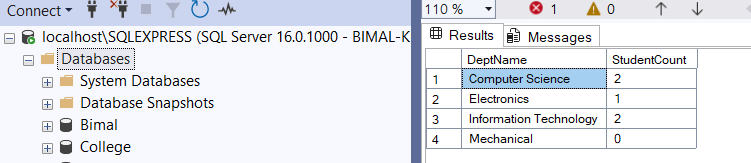 Connect
localhost\SQLEXPRESS (SQL Server 16.0.1000 - BIMAL-K
Databases
System Databases
Database Snapshots
Bimal
College
110 %
1
0
Results
Messages
DeptName StudentCount
1 Computer Science 2
2 Electronics 1
3 Information Technology 2
4 Mechanical 0